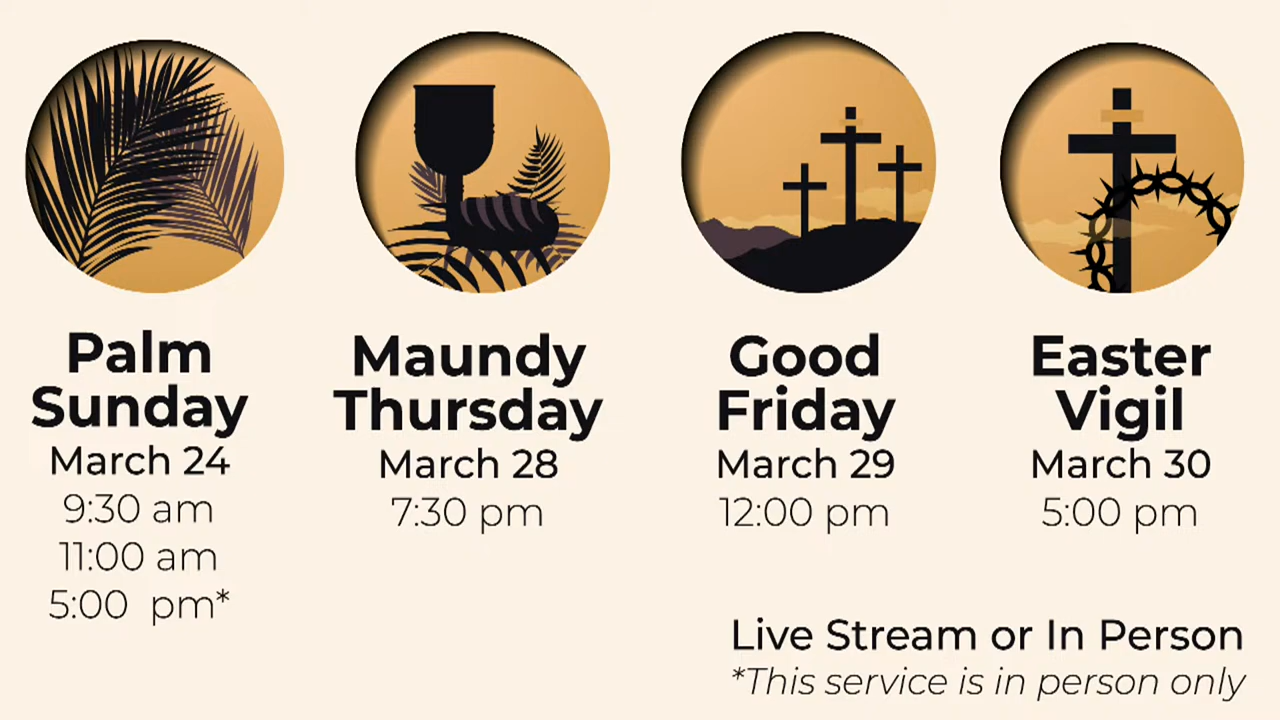 Palm
Sunday
March 24
9:30 am
11:00 am
5:00 pm*
Maundy
Thursday
March 28
7:30 pm
Good
Friday
March 29
12:00 pm
Easter
Vigil
March 30
5:00 pm
Live Stream or In Person
*This service is in person only